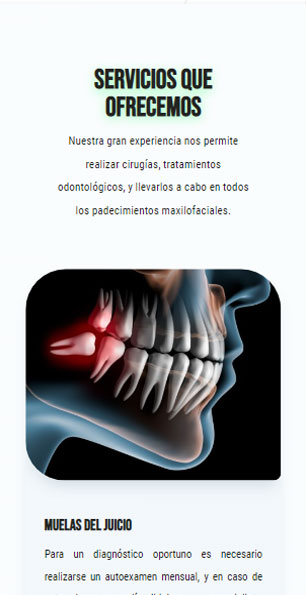 SERVICIOS QUE
OFRECEMOS
Nuestra gran experiencia nos permite
realizar cirugías, tratamientos
odontológicos, y llevarlos a cabo en todos
los padecimientos maxilofaciales.
MUELAS DEL JUICIO
Para un diagnóstico oportuno es necesario
realizarse un autoexamen mensual, y en caso de